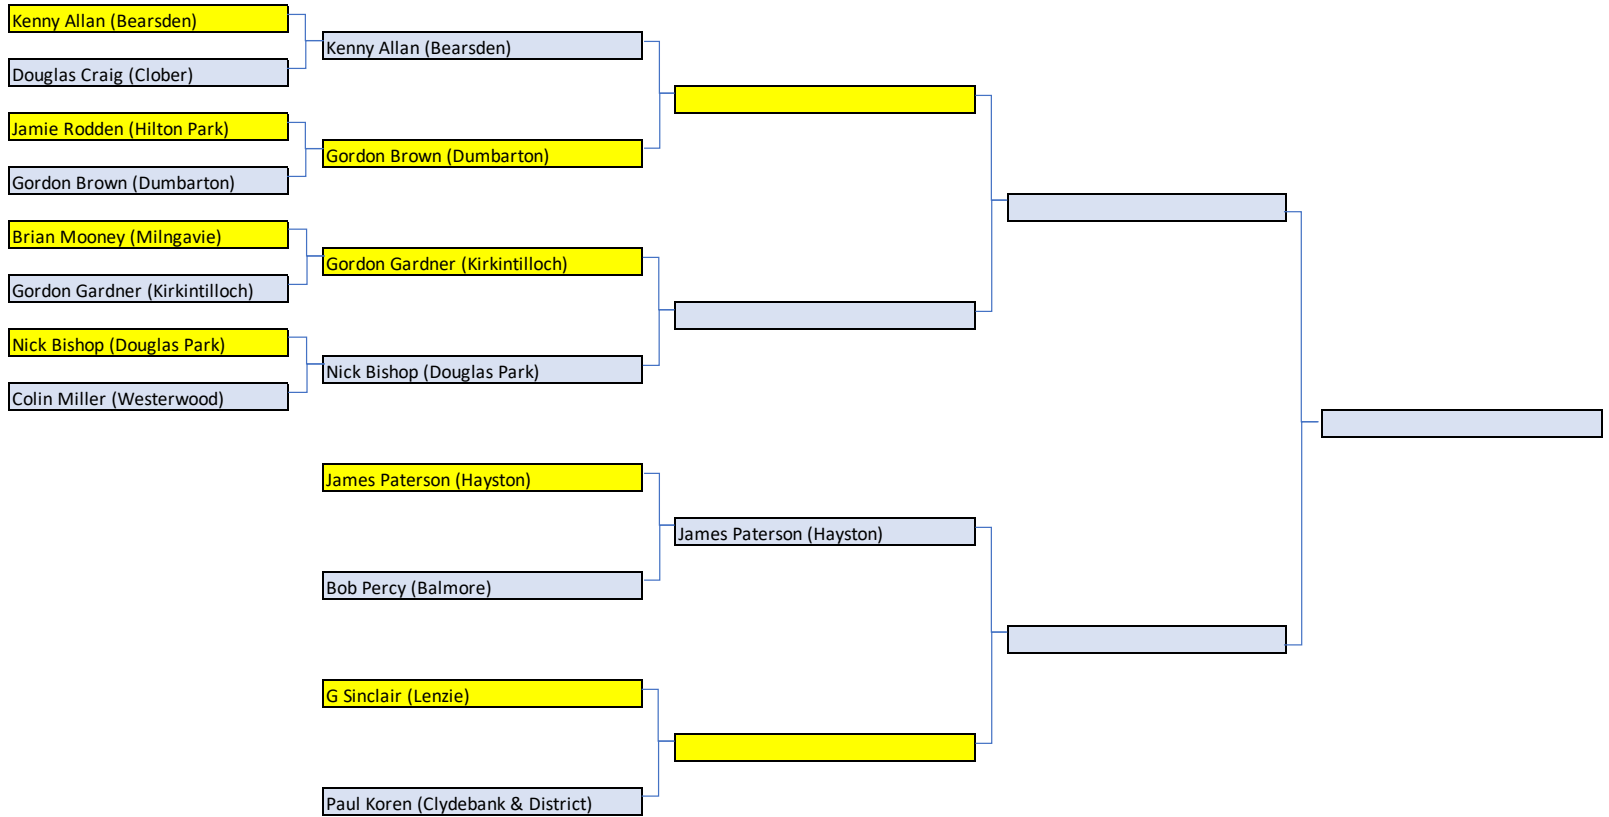 Kenny Allan (Bearsden)
Douglas Craig (Clober)
Jamie Rodden (Hilton Park)
Gordon Brown (Dumbarton)
Brian Mooney (Milngavie)
Gordon Gardner (Kirkintilloch)
Nick Bishop (Douglas Park)
Colin Miller (Westerwood)
Kenny Allan (Bearsden)
Gordon Brown (Dumbarton)
Gordon Gardner (Kirkintilloch)
Nick Bishop (Douglas Park)
James Paterson (Hayston)
Bob Percy (Balmore)
G Sinclair (Lenzie)
Paul Koren (Clydebank & District)
James Paterson (Hayston)